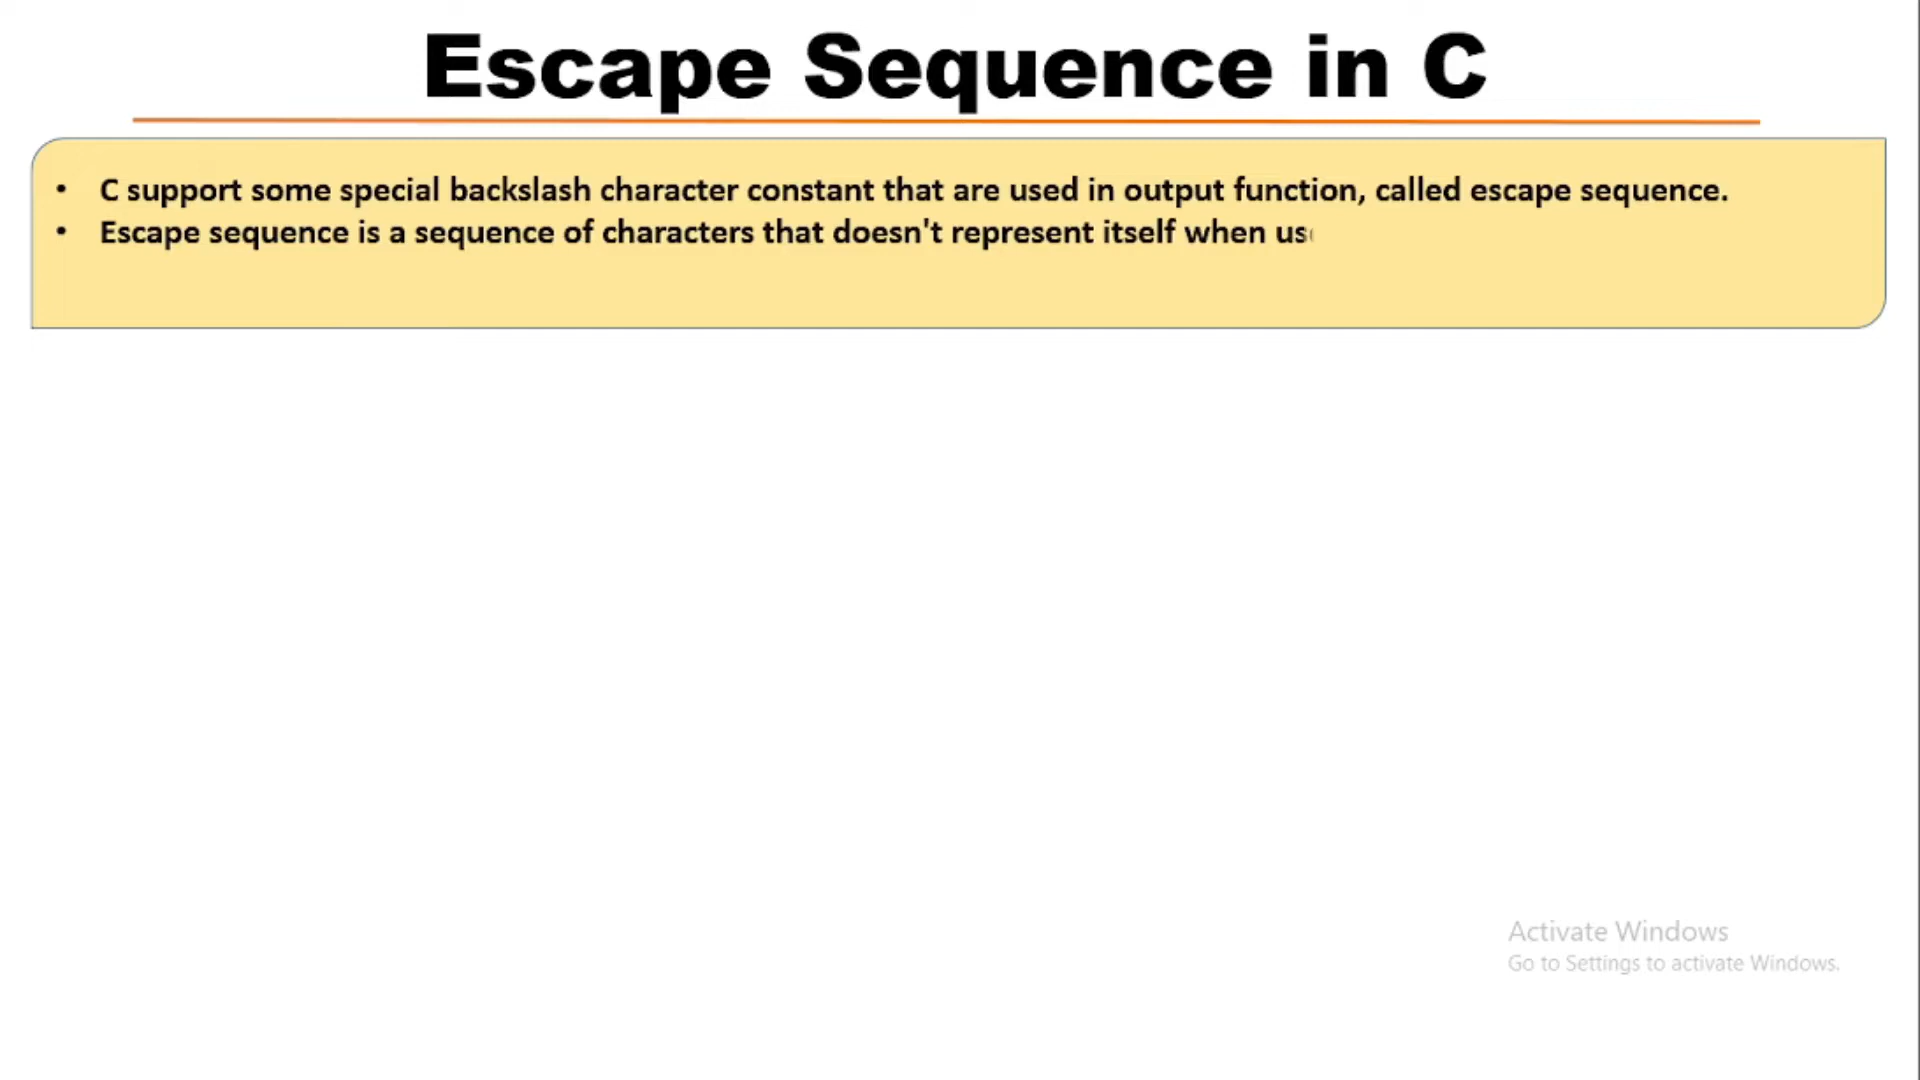 Escape Sequence in C
• C support some special backslash character constant that are used in output function, called escape sequence.
• Escape sequence is a sequence of characters that doesn't represent itself when
Activate Windows
Go to Settings to activate Windows.